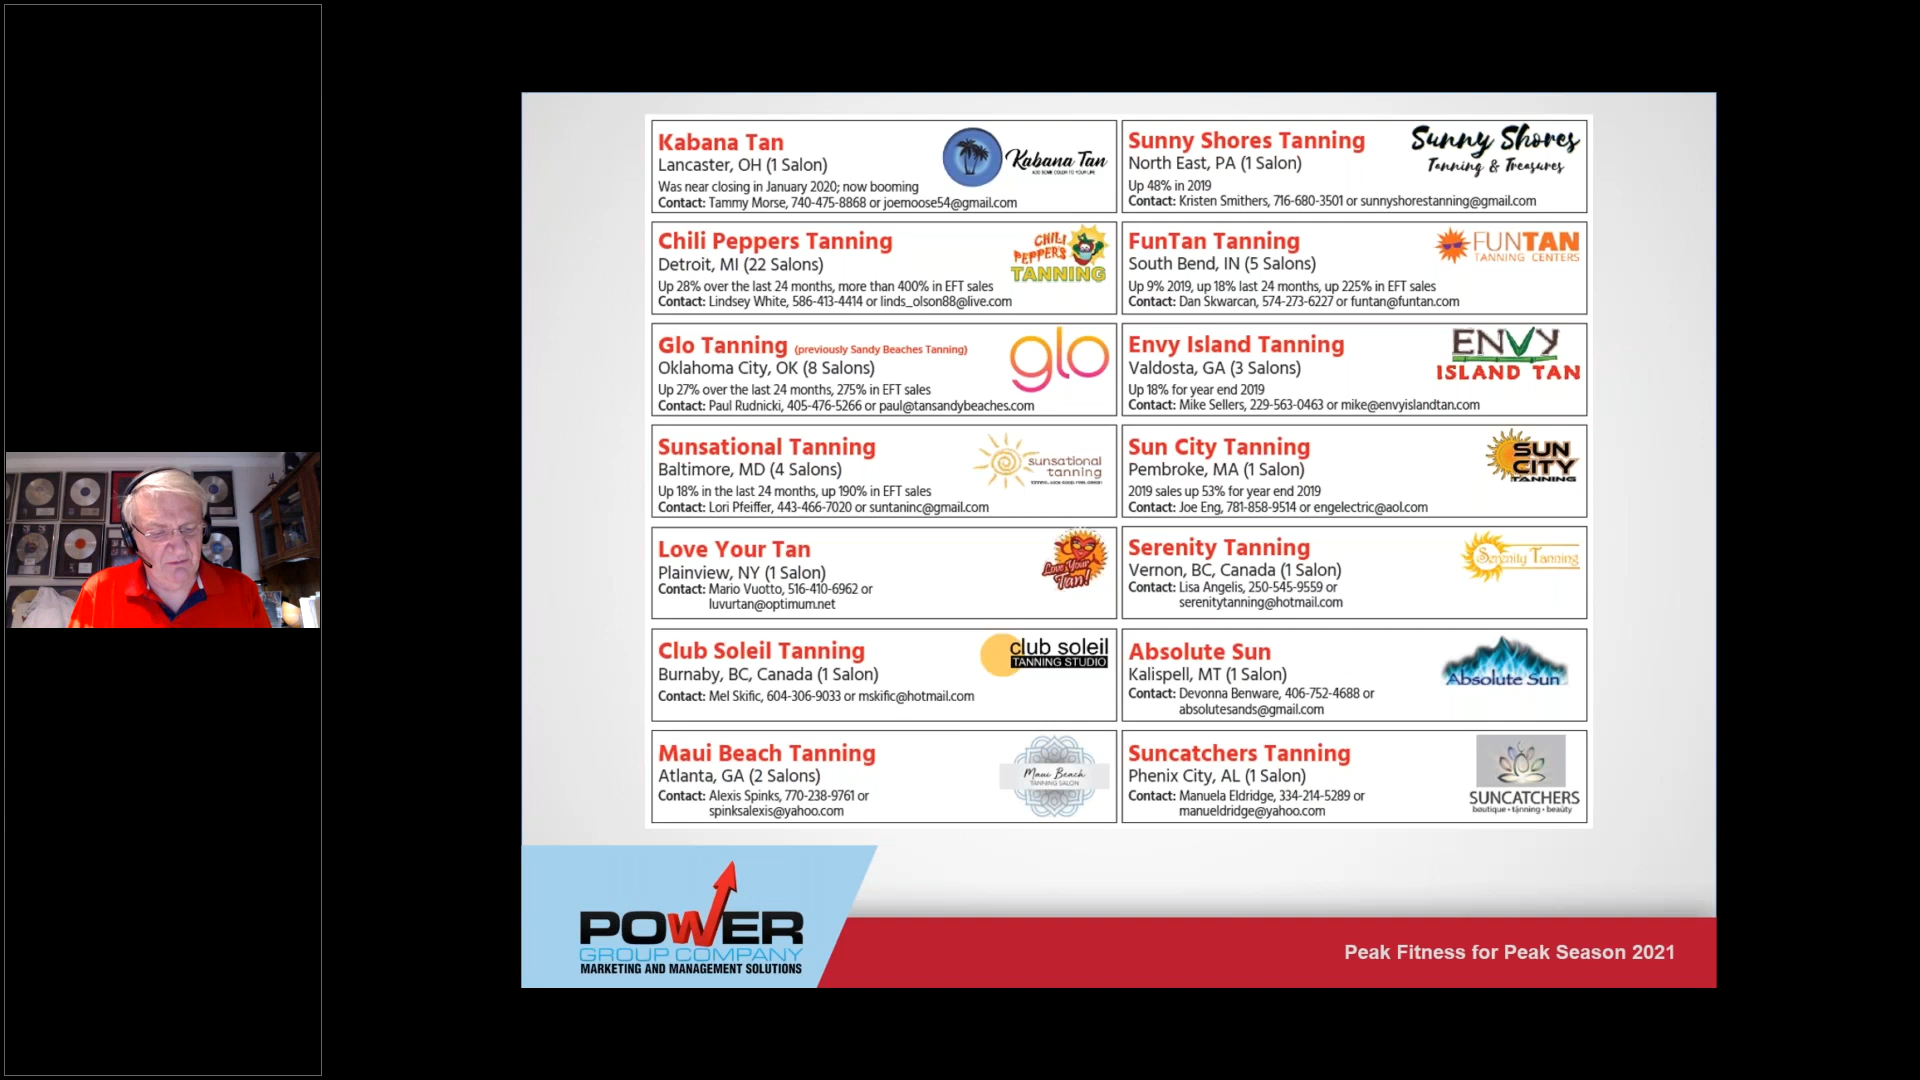 Kabana Tan
Lancaster, OH (1 Salon)
Was near closing in January 2020; now booming
Contact: Tammy Morse, 740-475-8868 or joemoose54@gmail.com
Kabana Tan
ADD SOME COLOR TO YOUR LIFE
Sunny Shores Tanning
North East, PA (1 Salon)
Up 48% in 2019
Contact: Kristen Smithers, 716-680-3501 or sunnyshorestanning@gmail.com
Sunny Shores
Tanning & Treasures
Chili Peppers Tanning
Detroit, MI (22 Salons)
Up 28% over the last 24 months, more than 400% in EFT sales
Contact: Lindsey White, 586-413-4414 or linds_olson88@live.com
CHILI
PEPPERS
TANNING
FunTan Tanning
South Bend, IN (5 Salons)
Up 9% 2019, up 18% last 24 months, up 225% in EFT sales
Contact: Dan Skwarcan, 574-273-6227 or funtan@funtan.com
FUNTAN
TANNING CENTERS
Glo Tanning (previously Sandy Beaches Tanning)
Oklahoma City, OK (8 Salons)
Up 27% over the last 24 months, 275% in EFT sales
Contact: Paul Rudnicki, 405-476-5266 or paul@tansandybeaches.com
glo
Envy Island Tanning
Valdosta, GA (3 Salons)
Up 18% for year end 2019
Contact: Mike Sellers, 229-563-0463 or mike@envyislandtan.com
ENVY
ISLAND TAN
Sunsational Tanning
Baltimore, MD (4 Salons)
Up 18% in the last 24 months, up 190% in EFT sales
Contact: Lori Pfeiffer, 443-466-7020 or suntaninc@gmail.com
sunsational
tanning
Sun City Tanning
Pembroke, MA (1 Salon)
2019 sales up 53% for year end 2019
Contact: Joe Eng, 781-858-9514 or engelectric@aol.com
SUN
CITY
TANNING
Love Your Tan
Plainview, NY (1 Salon)
Contact: Mario Vuotto, 516-410-6962 or
luvurtan@optimum.net
Love Your
Tan!
Serenity Tanning
Vernon, BC, Canada (1 Salon)
Contact: Lisa Angelis, 250-545-9559 or
serenitytanning@hotmail.com
Serenity Tanning
Club Soleil Tanning
Burnaby, BC, Canada (1 Salon)
Contact: Mel Skific, 604-306-9033 or mskific@hotmail.com
club soleil
TANNING STUDIO
Absolute Sun
Kalispell, MT (1 Salon)
Contact: Devonna Benware, 406-752-4688 or
absolutesands@gmail.com
Absolute Sun
Maui Beach Tanning
Atlanta, GA (2 Salons)
Contact: Alexis Spinks, 770-238-9761 or
spinksalexis@yahoo.com
Maui Beach
TANNING SALON
Suncatchers Tanning
Phenix City, AL (1 Salon)
Contact: Manuela Eldridge, 334-214-5289 or
manueldridge@yahoo.com
SUNCATCHERS
boutique • tanning • beauty
POWER
GROUP COMPANY
MARKETING AND MANAGEMENT SOLUTIONS
Peak Fitness for Peak Season 2021